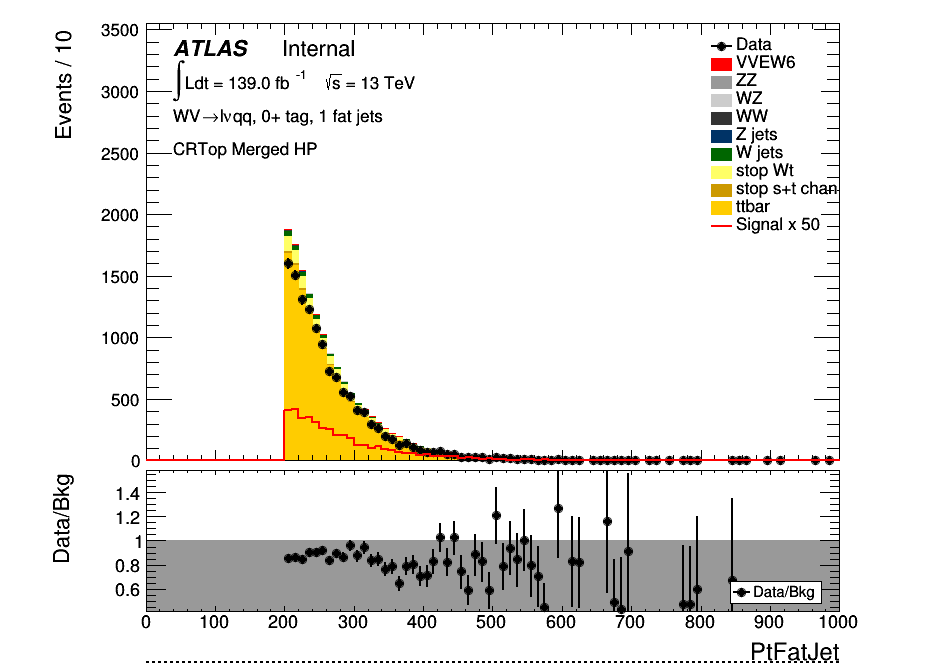 Events / 10
3500
3000
2500
2000
1500
1000
500
0
ATLAS Internal
∫Ldt = 139.0 fb⁻¹ √s = 13 TeV
WV→lνqq, 0+ tag, 1 fat jets
CRTop Merged HP
Data
VVEW6
ZZ
WZ
WW
Z jets
W jets
stop Wt
stop s+t chan
ttbar
Signal x 50
Data/Bkg
1.4
1.2
1
0.8
0.6
Data/Bkg
0 100 200 300 400 500 600 700 800 900 1000
PtFatJet